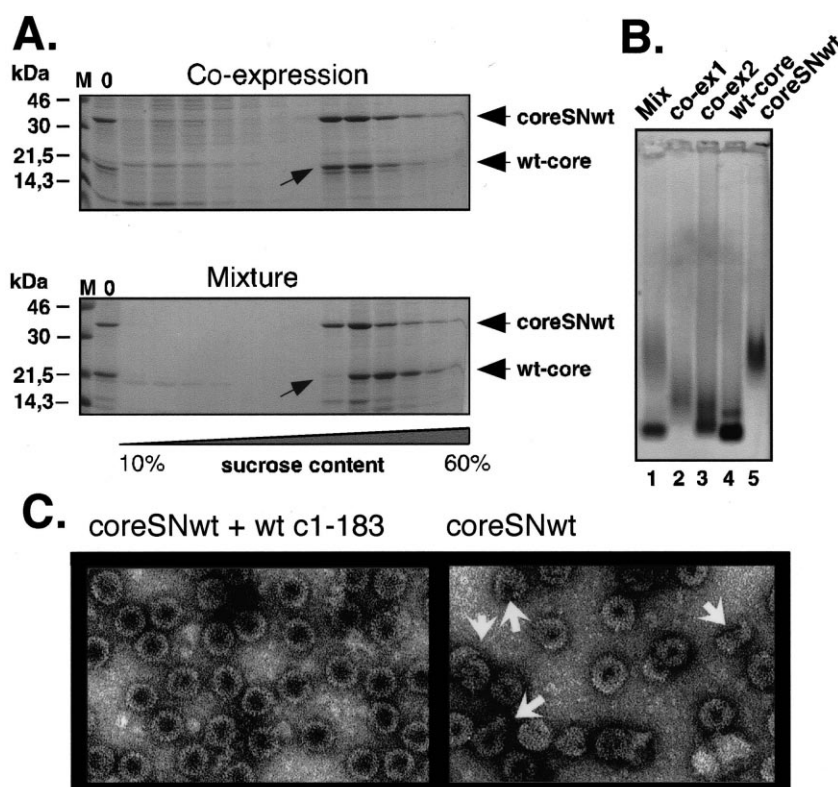 A.
Co-expression
kDa M 0
46
30
21,5
14,3
coreSNwt
wt-core
Mixture
kDa M 0
46
30
21,5
14,3
coreSNwt
wt-core
10% sucrose content 60%
B.
Mix co-ex1 co-ex2 wt-core coreSNwt
1 2 3 4 5
C.
coreSNwt + wt c1-183 coreSNwt